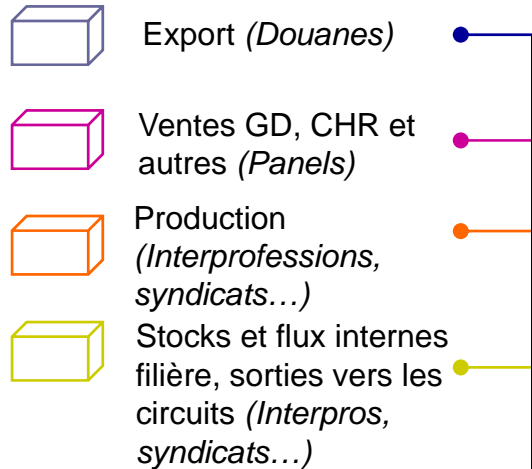 Export (Douanes)
Ventes GD, CHR et
autres (Panels)
Production
(Interprofessions,
syndicats…)
Stocks et flux internes
filière, sorties vers les
circuits (Interpros,
syndicats…)